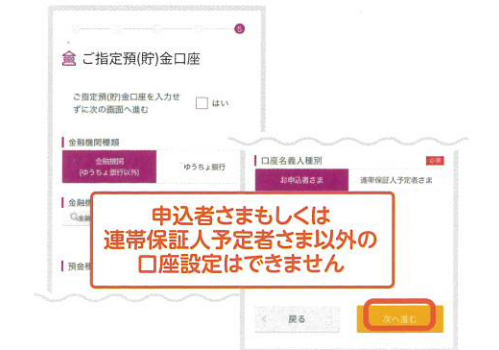 5
ご指定預(貯)金口座
ご指定預(貯)金口座を入力せ
ずに次の画面へ進む
はい
金融機関種類
金融機関
(ゆうちょ銀行以外)
ゆうちょ銀行
口座名義人種別
必須
お申込者さま
連帯保証人予定者さま
申込者さまもしくは
連帯保証人予定者さま以外の
口座設定はできません
戻る
次へ進む